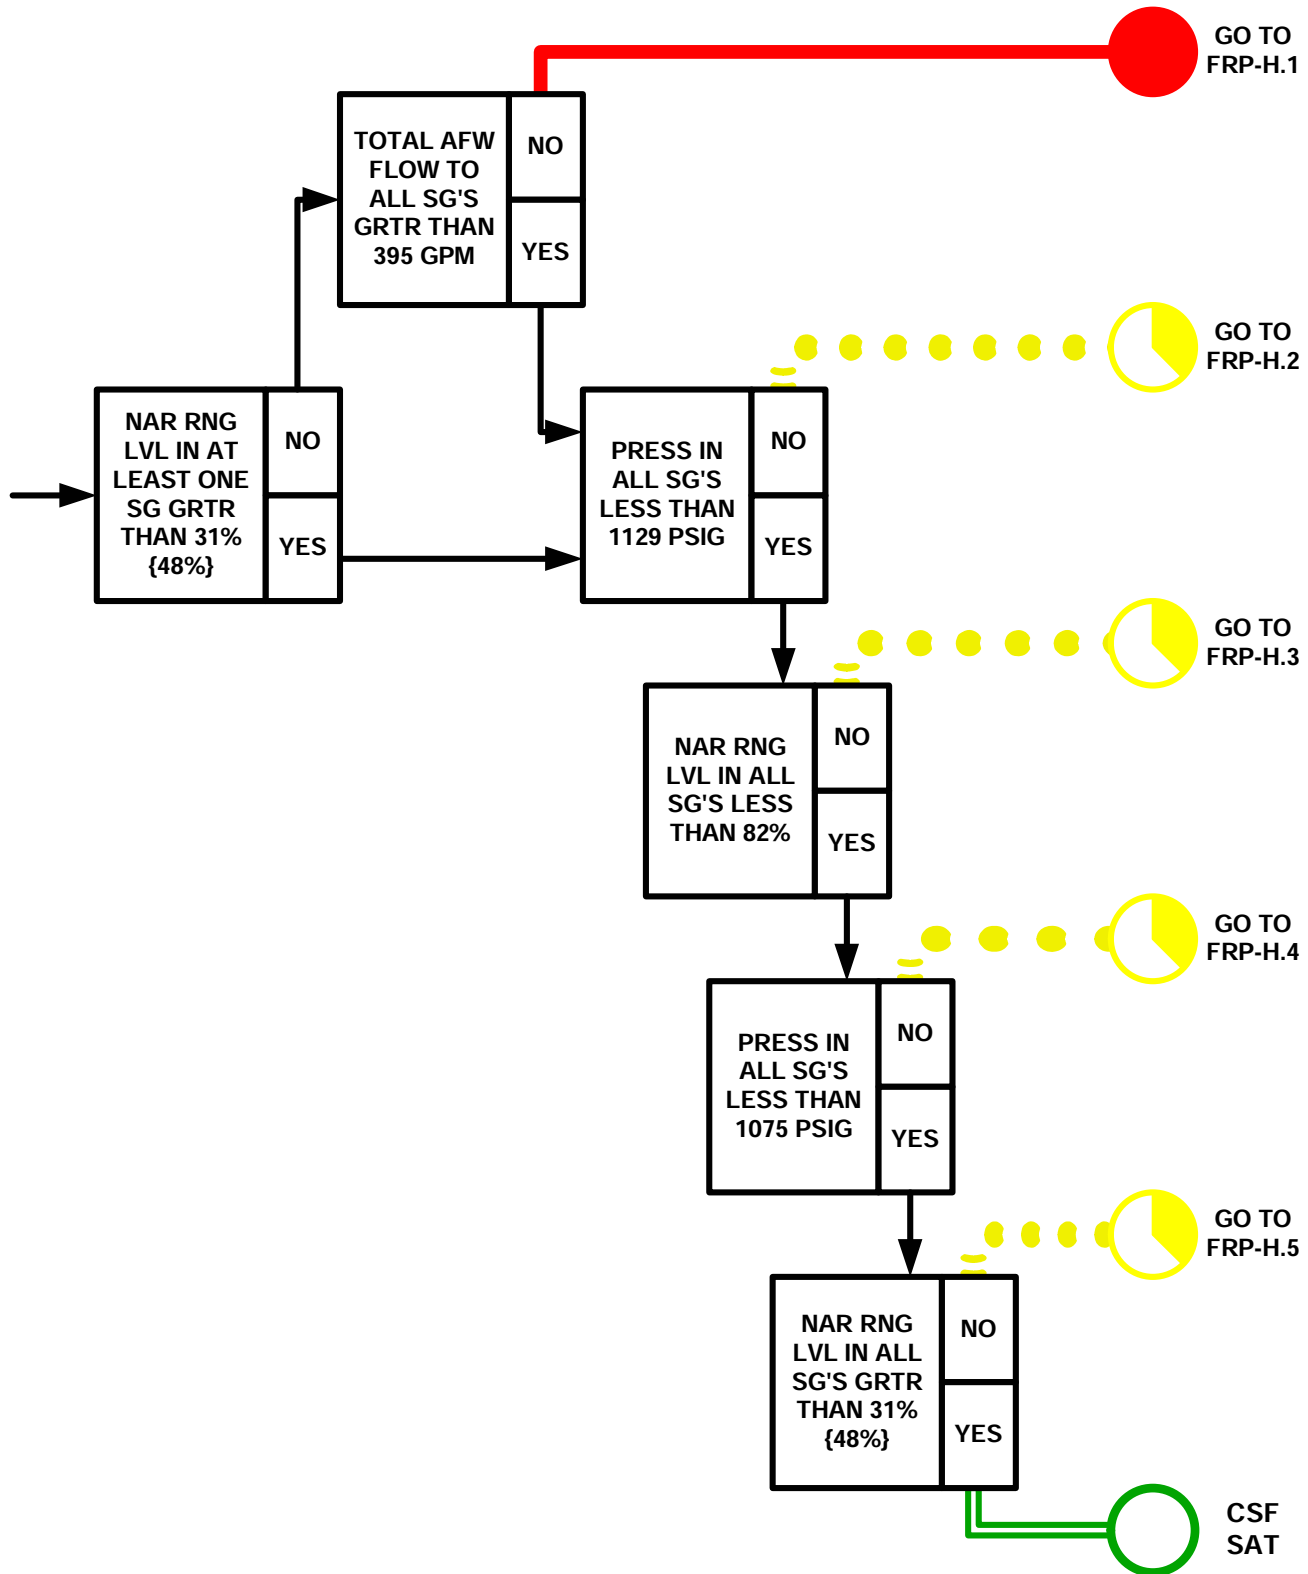 GO TO
FRP-H.1
TOTAL AFW
FLOW TO
ALL SG'S
GRTR THAN
395 GPM
NO
YES
GO TO
FRP-H.2
NAR RNG
LVL IN AT
LEAST ONE
SG GRTR
THAN 31%
{48%}
NO
YES
PRESS IN
ALL SG'S
LESS THAN
1129 PSIG
NO
YES
GO TO
FRP-H.3
NAR RNG
LVL IN ALL
SG'S LESS
THAN 82%
NO
YES
GO TO
FRP-H.4
PRESS IN
ALL SG'S
LESS THAN
1075 PSIG
NO
YES
GO TO
FRP-H.5
NAR RNG
LVL IN ALL
SG'S GRTR
THAN 31%
{48%}
NO
YES
CSF
SAT